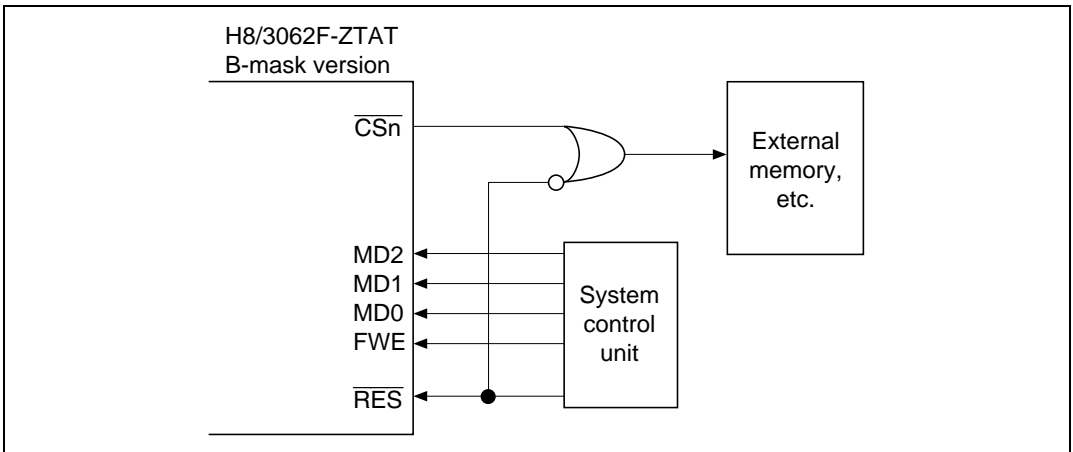 H8/3062F-ZTAT
B-mask version
CSn
External
memory,
etc.
MD2
MD1
MD0
FWE
RES
System
control
unit